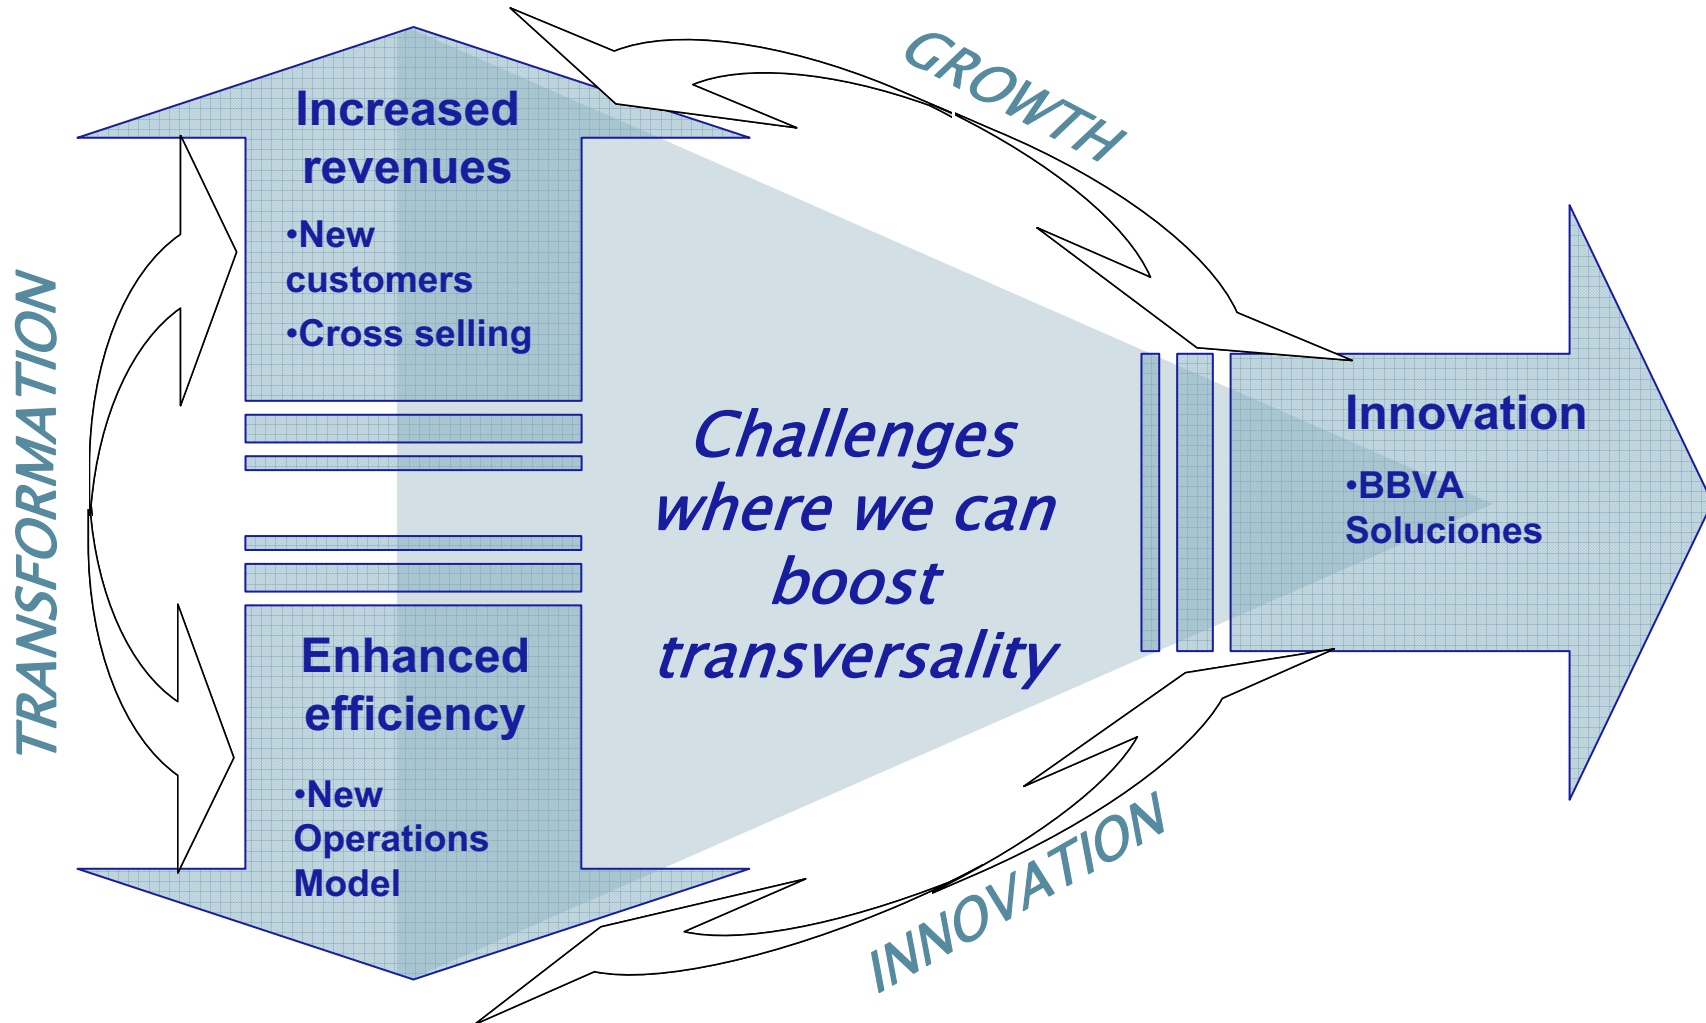 GROWTH
Increased
revenues
•New
customers
•Cross selling
TRANSFORMATION
Challenges
where we can
boost
transversality
Innovation
•BBVA
Soluciones
Enhanced
efficiency
•New
Operations
Model
INNOVATION